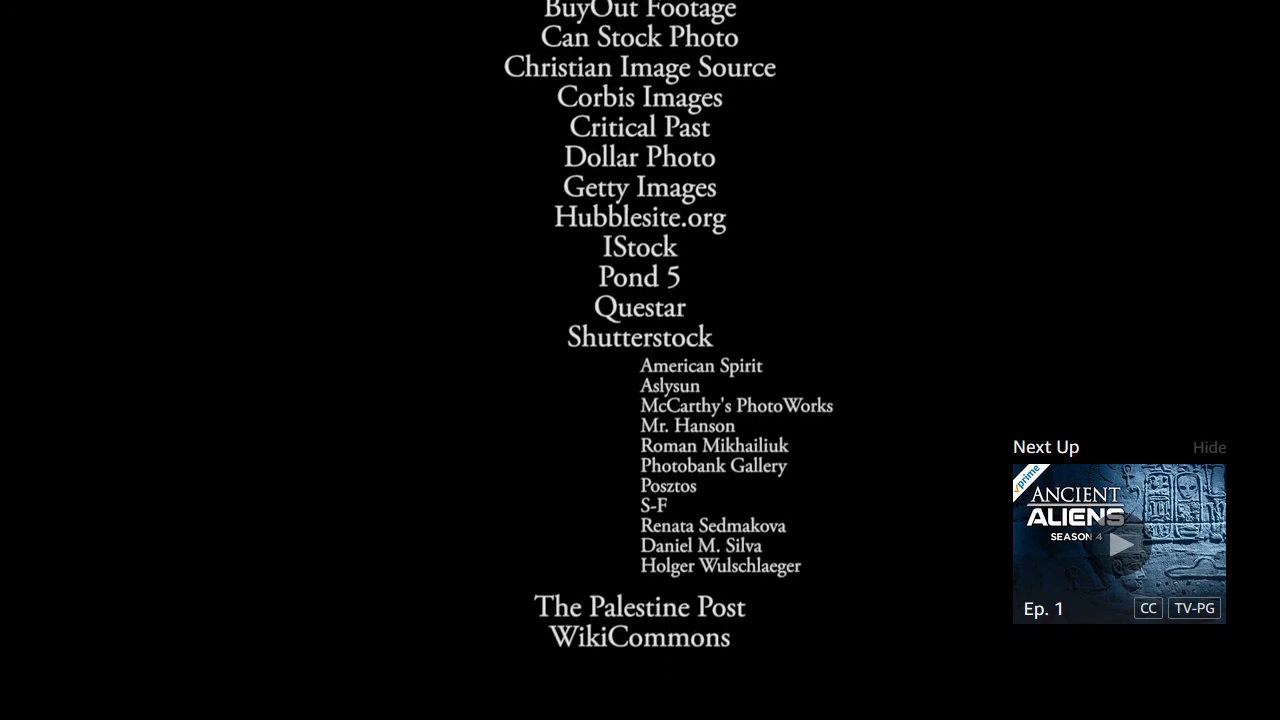 BuyOut Footage
Can Stock Photo
Christian Image Source
Corbis Images
Critical Past
Dollar Photo
Getty Images
Hubblesite.org
IStock
Pond 5
Questar
Shutterstock
American Spirit
Aslysun
McCarthy's PhotoWorks
Mr. Hanson
Roman Mikhailiuk
Photobank Gallery
Posztos
S-F
Renata Sedmakova
Daniel M. Silva
Holger Wulschlaeger
The Palestine Post
WikiCommons
Next Up
Hide
prime
ANCIENT
ALIENS
SEASON 4
Ep. 1
CC
TV-PG